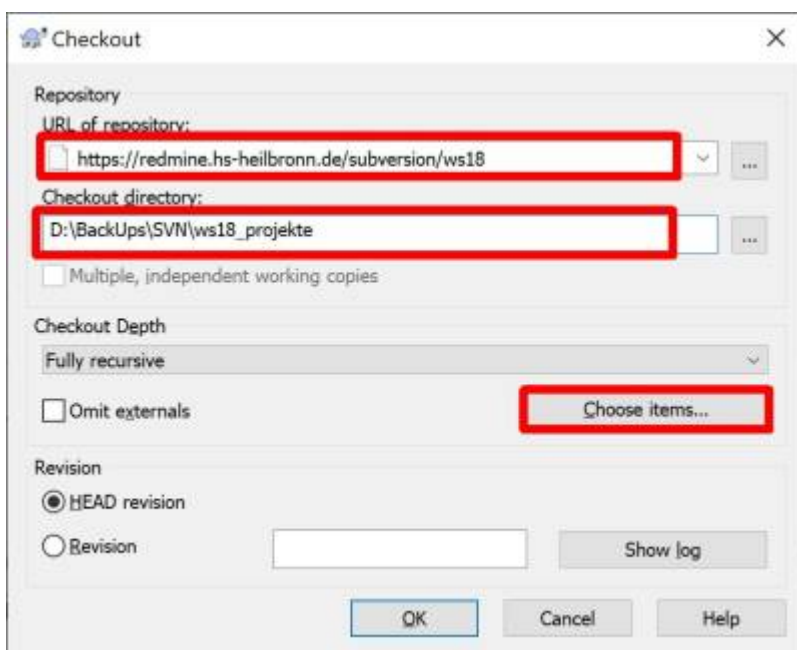 Checkout
Repository
URL of repository:
https://redmine.hs-heilbronn.de/subversion/ws18
...
Checkout directory:
D:\BackUps\SVN\ws18_projekte
...
Multiple, independent working copies
Checkout Depth
Fully recursive
Omit externals
Choose items...
Revision
HEAD revision
Revision
Show log
OK
Cancel
Help